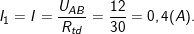 I₁ = I = U_AB / R_td = 12 / 30 = 0,4(A).